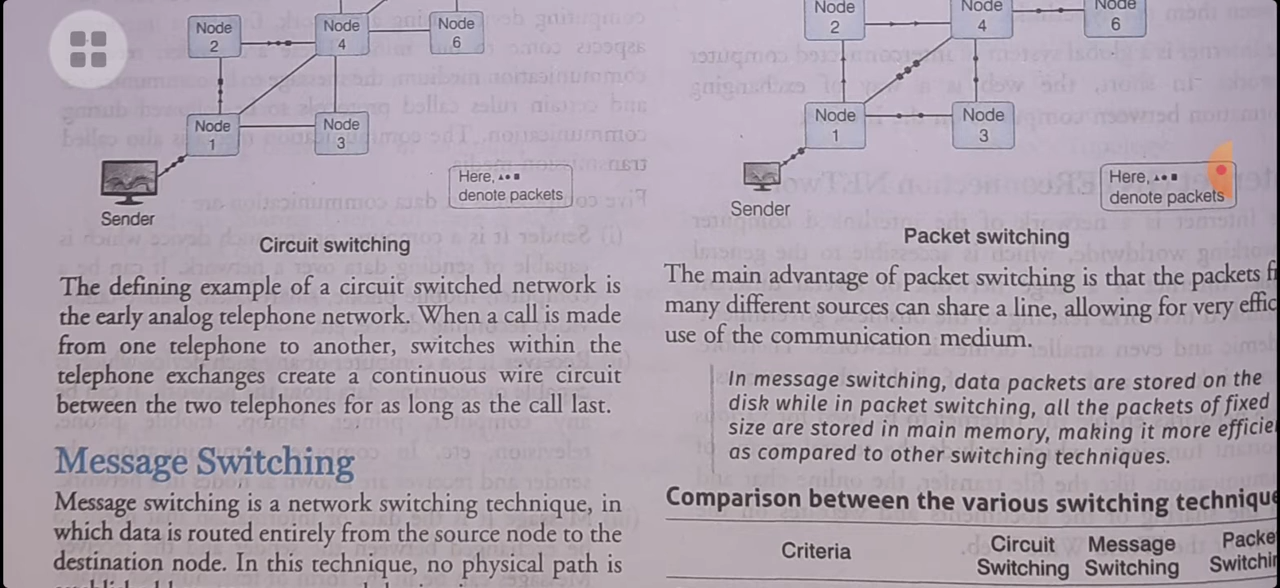 Node
2
Node
4
Node
6
Node
1
Node
3
Sender
Here, ▲●■
denote packets
Circuit switching
The defining example of a circuit switched network is
the early analog telephone network. When a call is made
from one telephone to another, switches within the
telephone exchanges create a continuous wire circuit
between the two telephones for as long as the call last.
Message Switching
Message switching is a network switching technique, in
which data is routed entirely from the source node to the
destination node. In this technique, no physical path is
Node
2
Node
4
Node
6
Node
1
Node
3
Sender
Here, ▲●■
denote packets
Packet switching
The main advantage of packet switching is that the packets
many different sources can share a line, allowing for very
use of the communication medium.
In message switching, data packets are stored on the
disk while in packet switching, all the packets of fixed
size are stored in main memory, making it more
as compared to other switching techniques.
Comparison between the various switching
Criteria
Circuit
Switching
Message
Switching